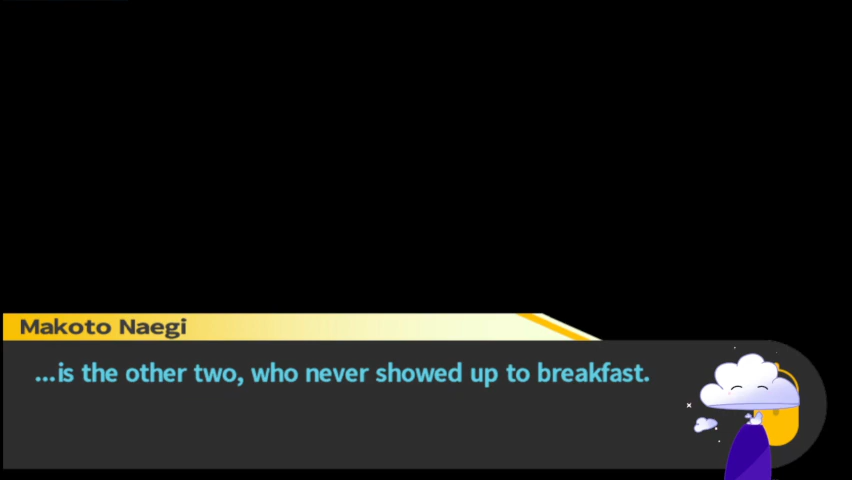 Makoto Naegi
...is the other two, who never showed up to breakfast.